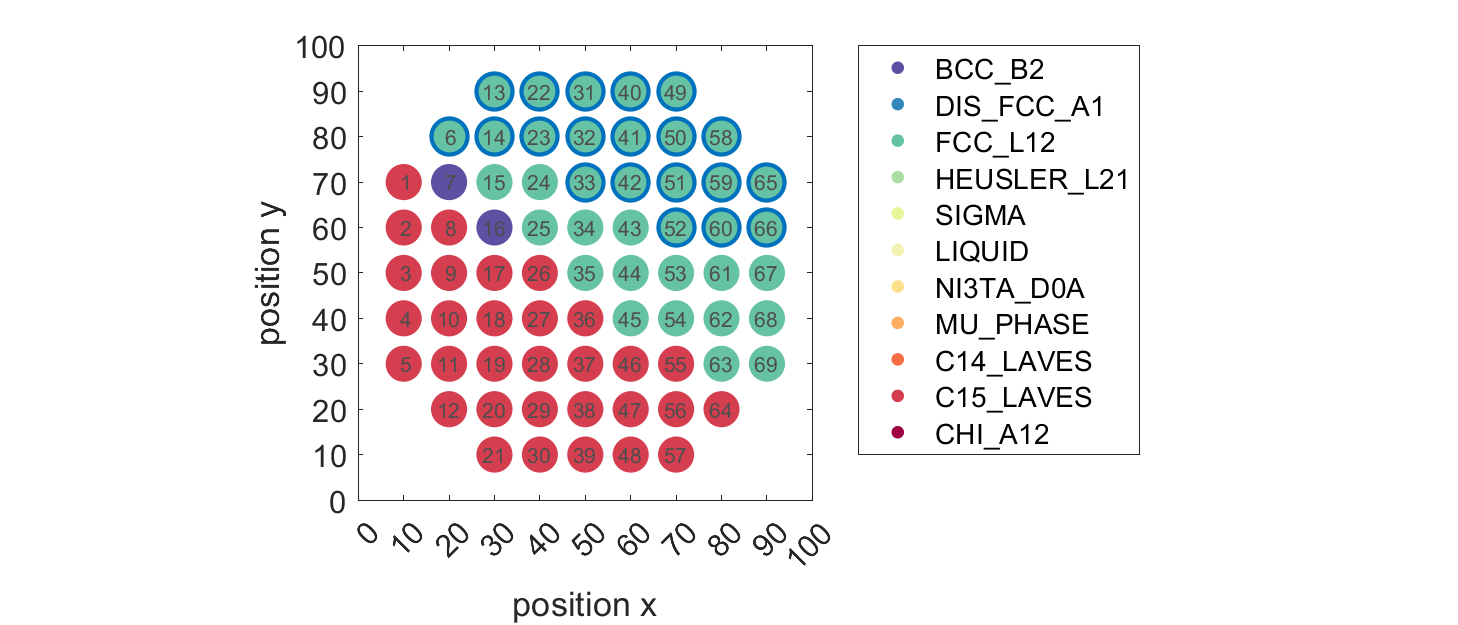 100
90
80
70
60
50
40
30
20
10
0
13 22 31 40 49
6 14 23 32 41 50 58
1 7 15 24 33 42 51 59 65
2 8 16 25 34 43 52 60 66
3 9 17 26 35 44 53 61 67
4 10 18 27 36 45 54 62 68
5 11 19 28 37 46 55 63 69
12 20 29 38 47 56 64
21 30 39 48 57
0 10 20 30 40 50 60 70 80 90 100
position x
position y
BCC_B2
DIS_FCC_A1
FCC_L12
HEUSLER_L21
SIGMA
LIQUID
NI3TA_D0A
MU_PHASE
C14_LAVES
C15_LAVES
CHI_A12